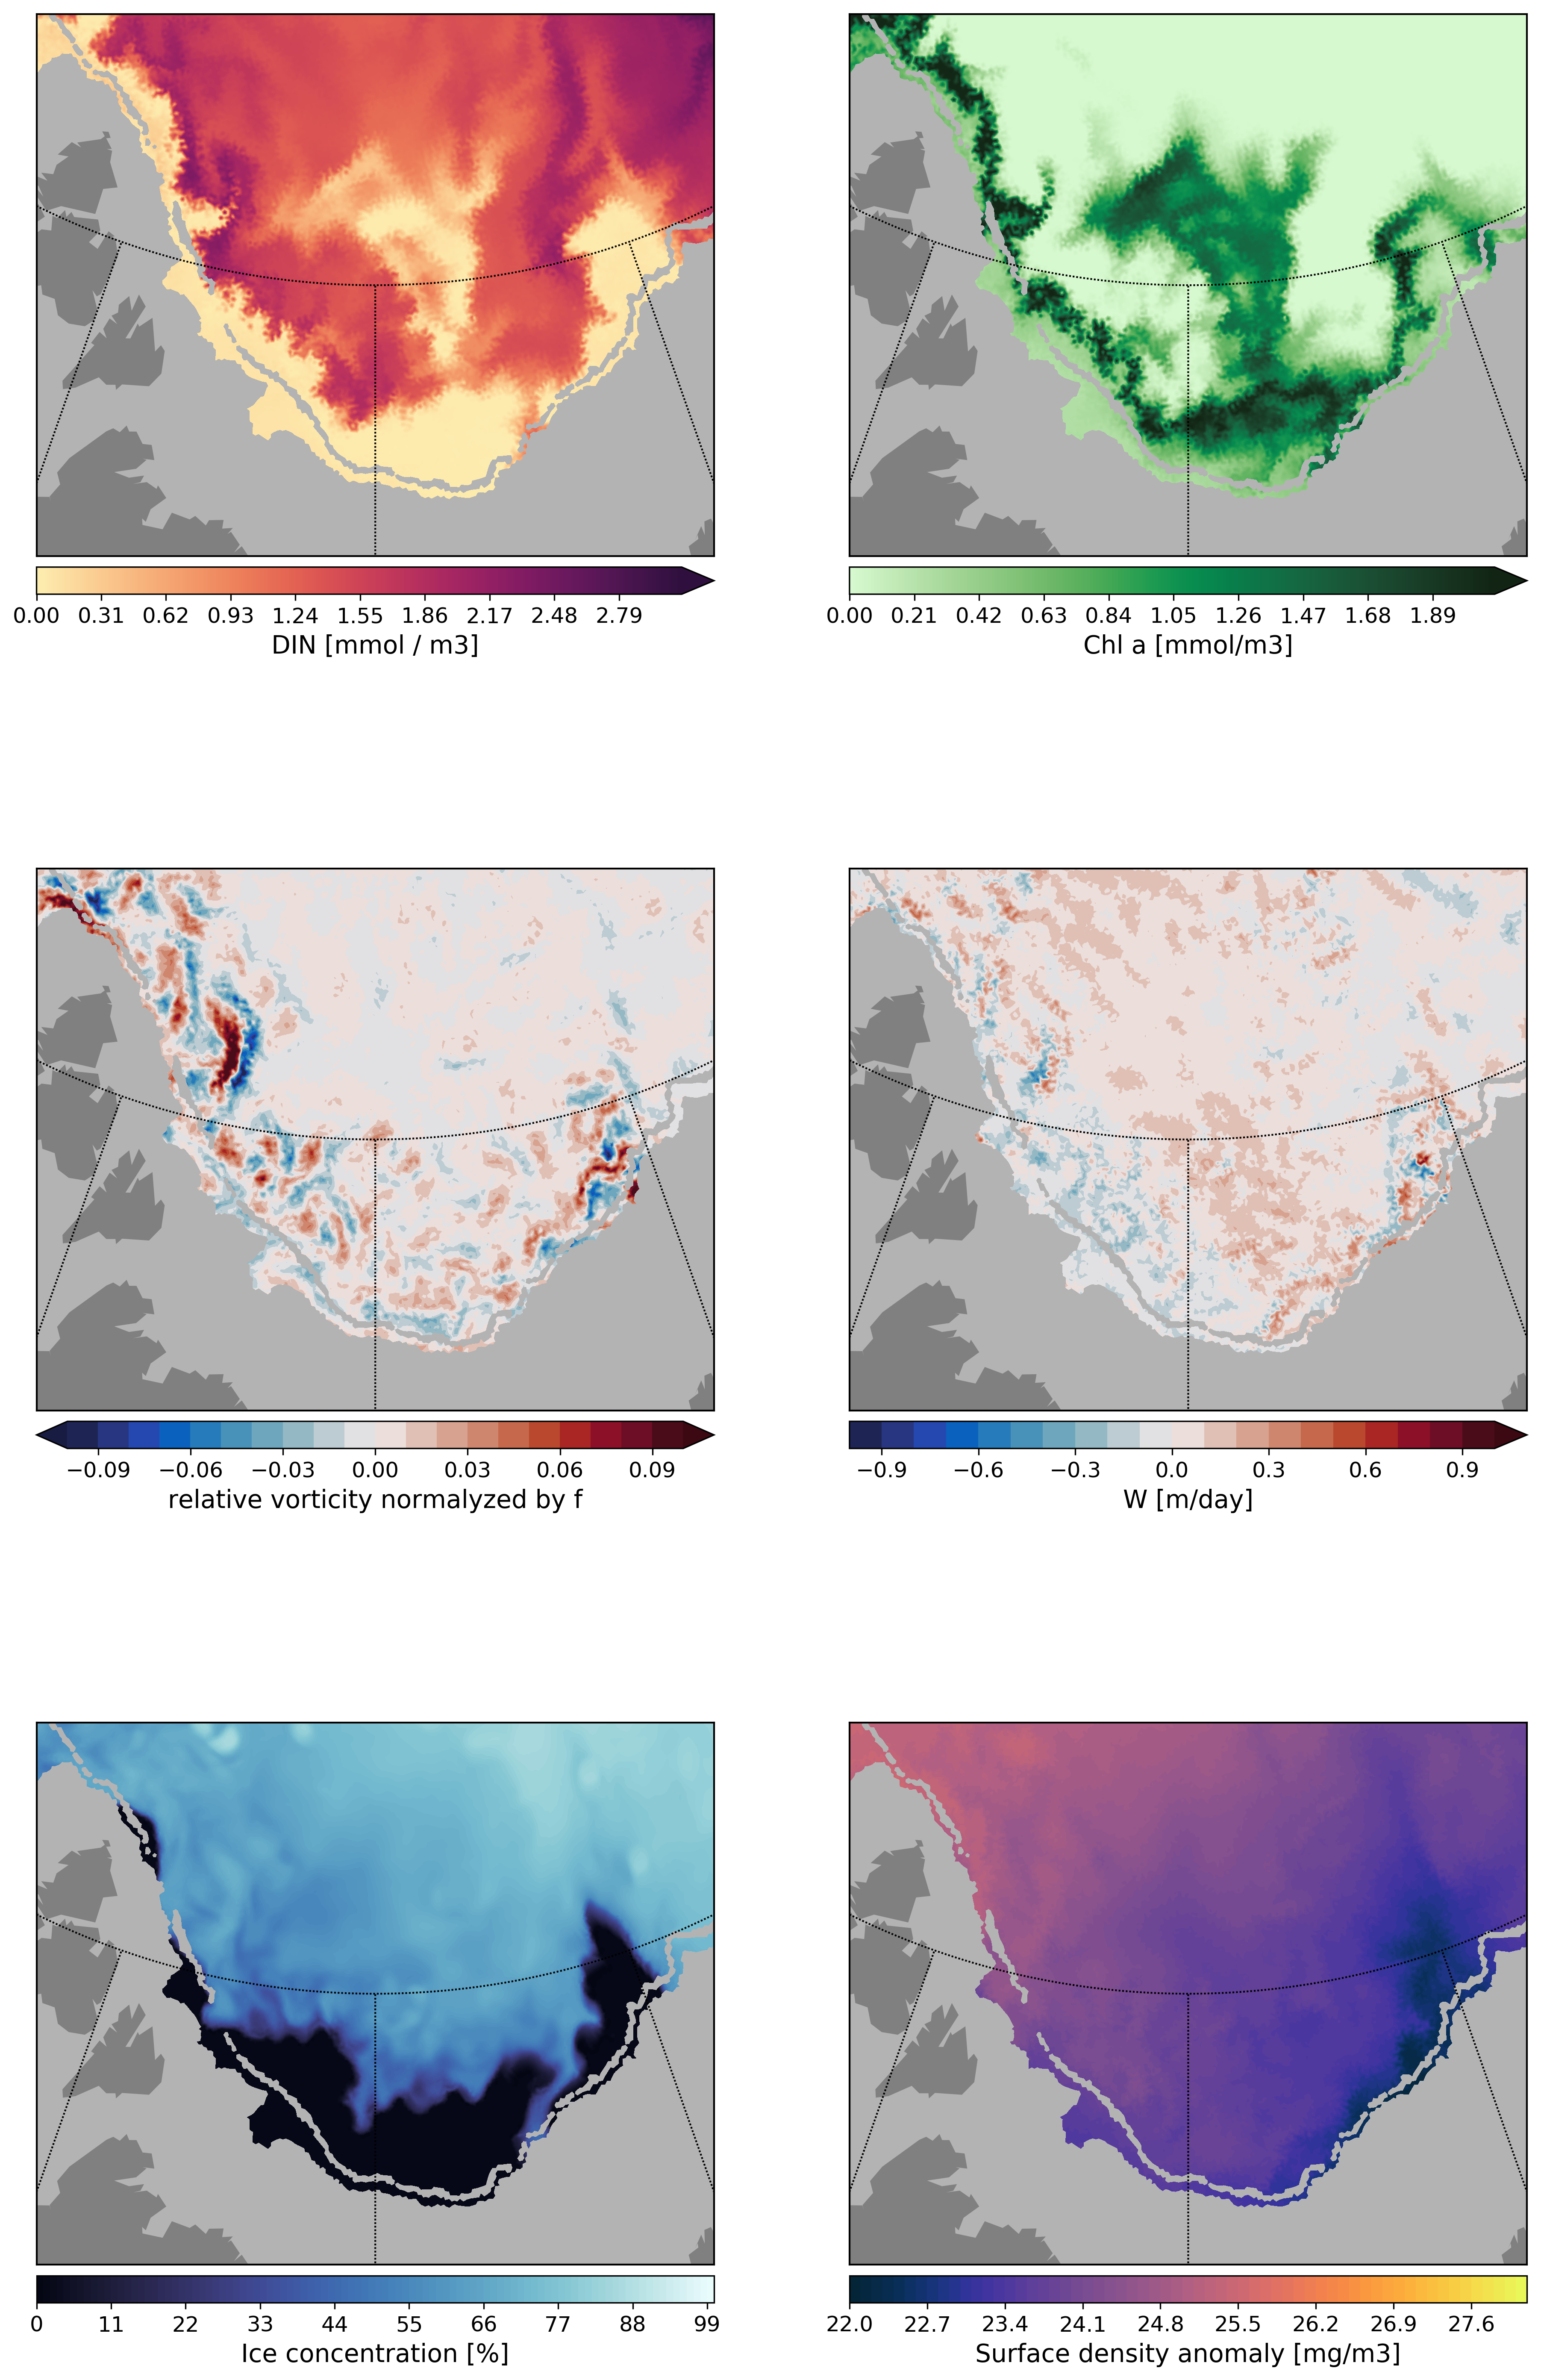 0.00 0.31 0.62 0.93 1.24 1.55 1.86 2.17 2.48 2.79
DIN [mmol / m3]
0.00 0.21 0.42 0.63 0.84 1.05 1.26 1.47 1.68 1.89
Chl a [mmol/m3]
−0.09 −0.06 −0.03 0.00 0.03 0.06 0.09
relative vorticity normalyzed by f
−0.9 −0.6 −0.3 0.0 0.3 0.6 0.9
W [m/day]
0 11 22 33 44 55 66 77 88 99
Ice concentration [%]
22.0 22.7 23.4 24.1 24.8 25.5 26.2 26.9 27.6
Surface density anomaly [mg/m3]